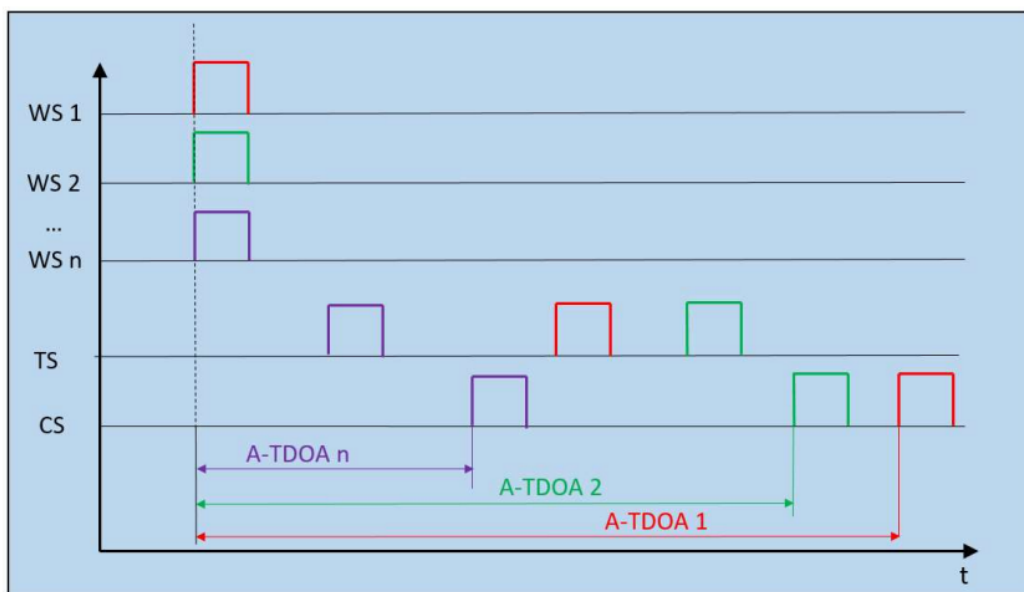 WS 1
WS 2
...
WS n
TS
CS
A-TDOA n
A-TDOA 2
A-TDOA 1
t